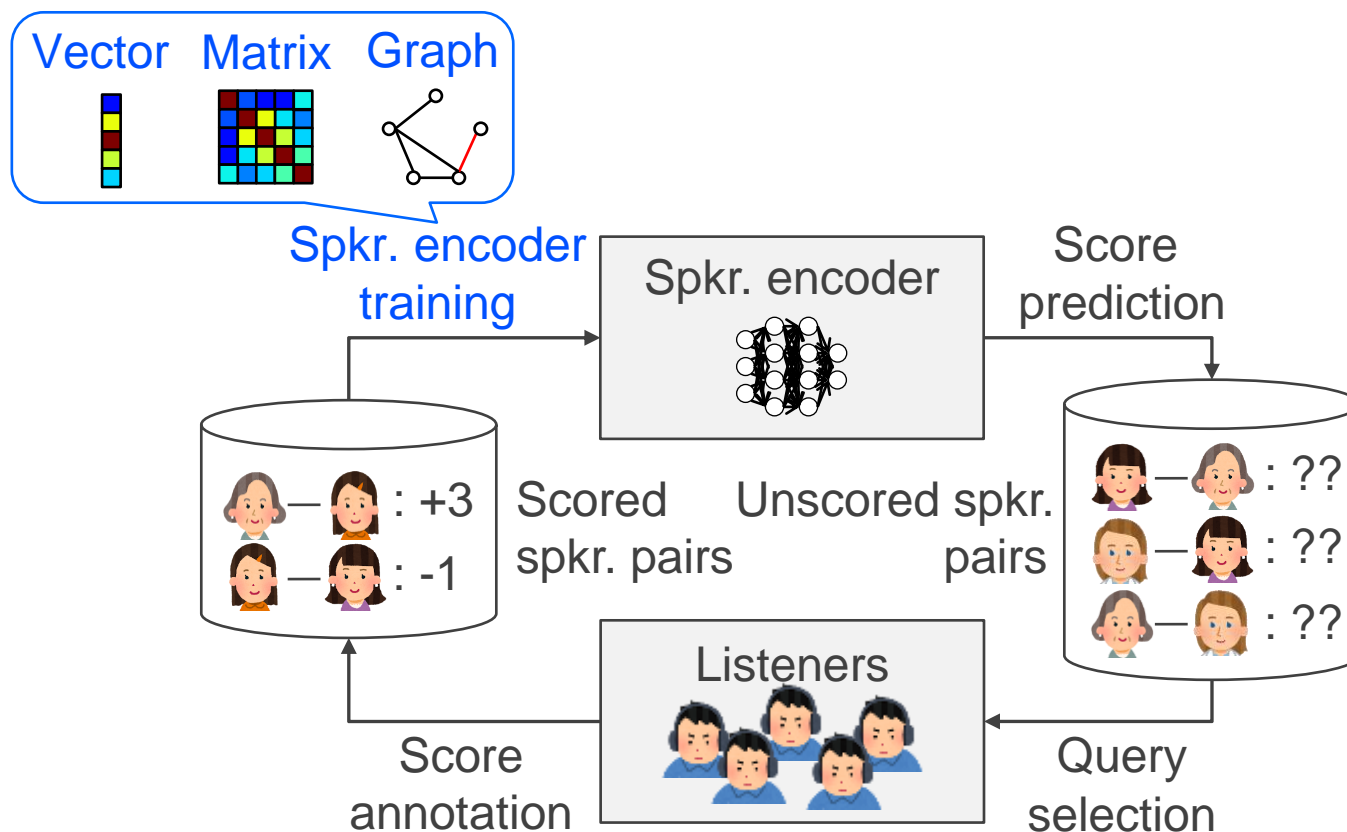 Vector Matrix Graph
Spkr. encoder
training
Spkr. encoder
Score
prediction
: +3
: -1
Scored
spkr. pairs
Unscored spkr.
pairs
: ??
: ??
: ??
Listeners
Score
annotation
Query
selection